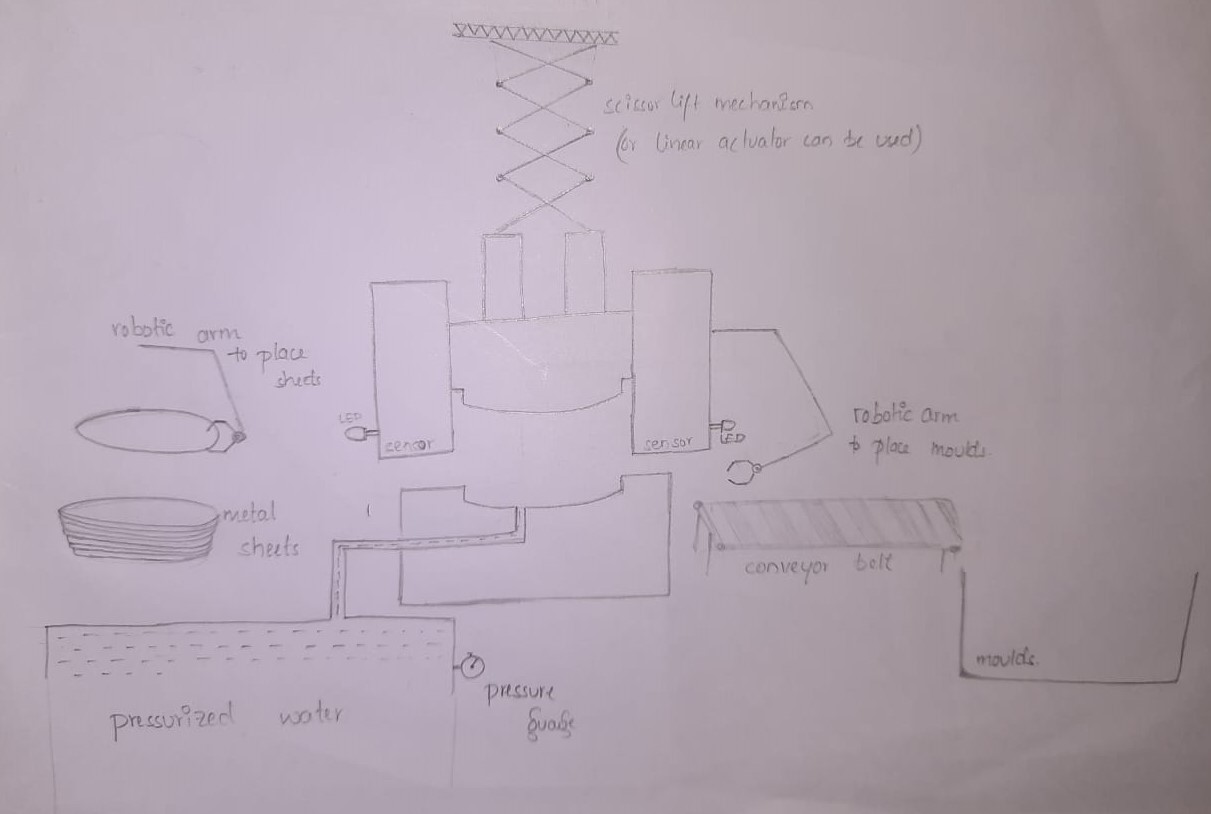 scissor lift mechanism
(or linear actuator can be used)
robotic arm
to place
sheets
LED
sencor
sensor
LED
robotic arm
to place moulds.
metal
sheets
conveyor belt
moulds.
pressure
guage
pressurized water